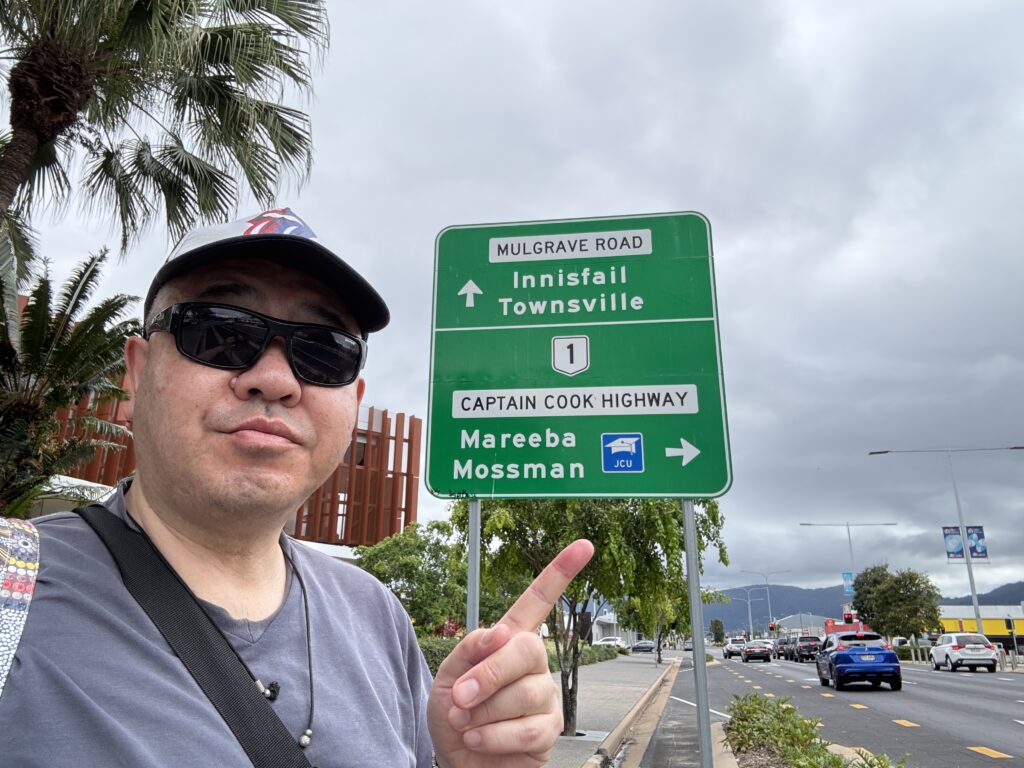 MULGRAVE ROAD
Innisfail
Townsville
1
CAPTAIN COOK HIGHWAY
Mareeba
Mossman
JCU